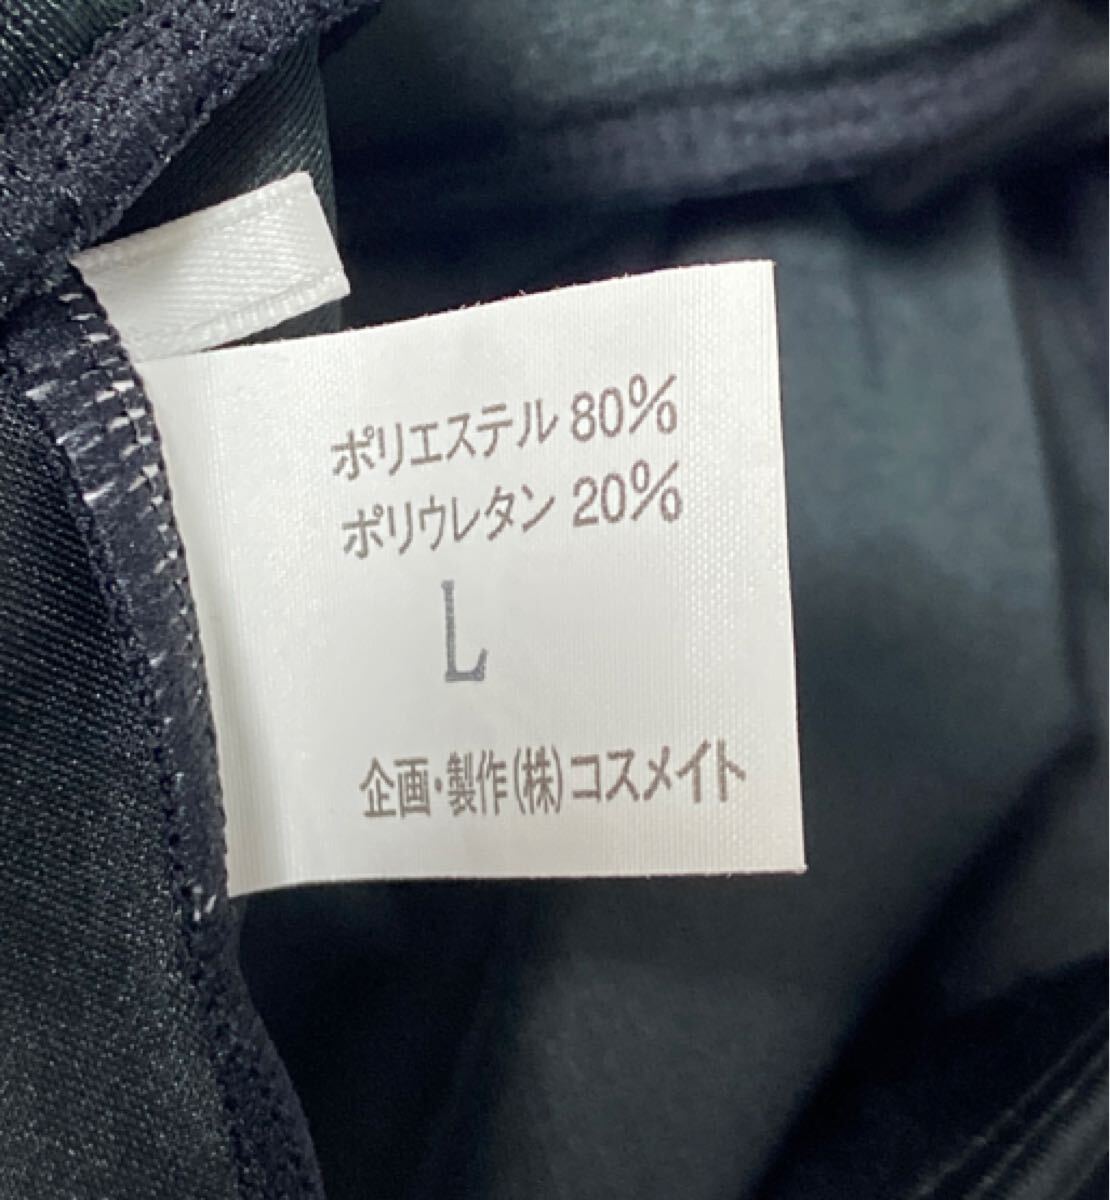 ポリエステル 80%
ポリウレタン 20%
L
企画・製作(株)コスメイト